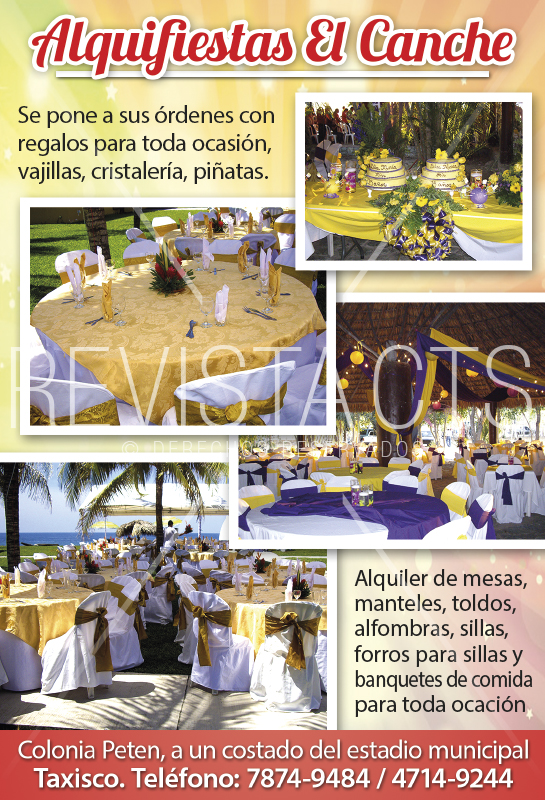 Alquifiestas El Canche
Se pone a sus órdenes con
regalos para toda ocasión,
vajillas, cristalería, piñatas.
REVISTACTS
© DERECHOS RESERVADOS
Alquiler de mesas,
manteles, toldos,
alfombras, sillas,
forros para sillas y
banquetes de comida
para toda ocación
Colonia Peten, a un costado del estadio municipal
Taxisco. Teléfono: 7874-9484 / 4714-9244